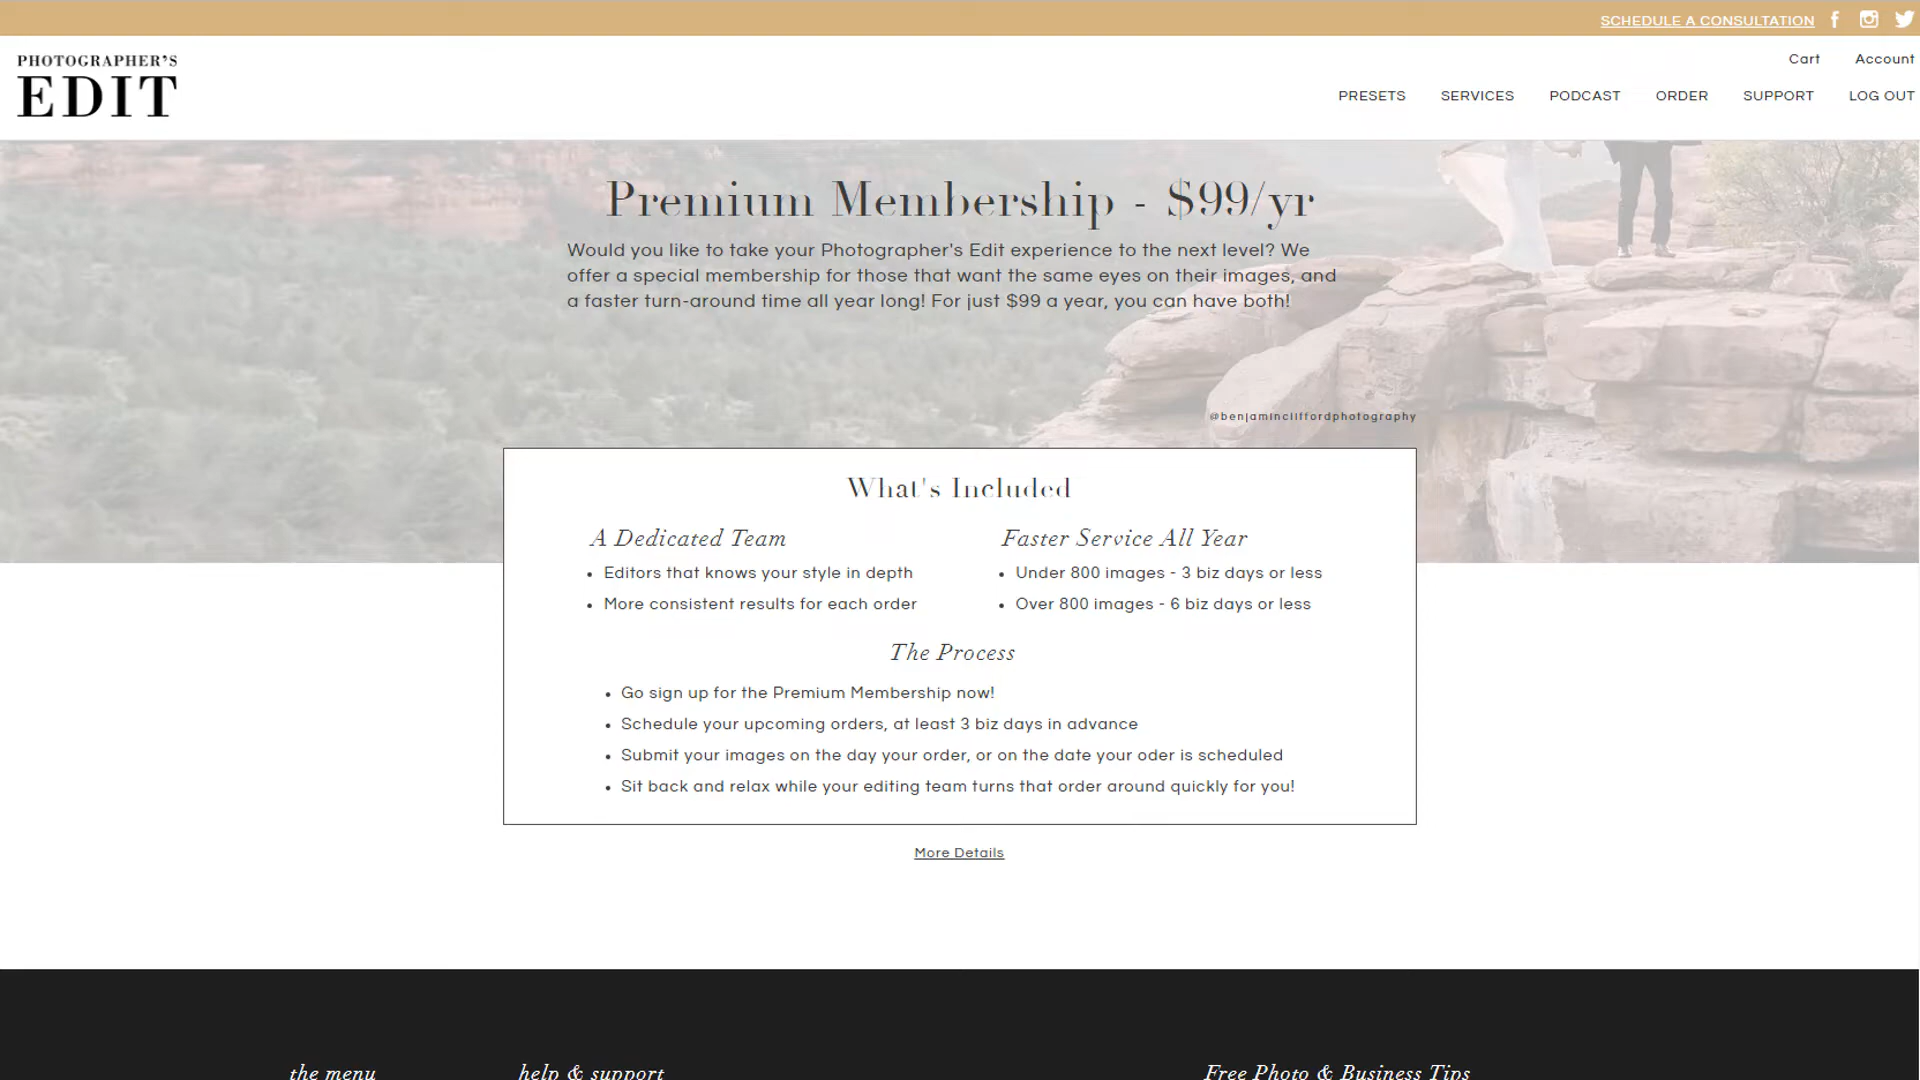 SCHEDULE A CONSULTATION
PHOTOGRAPHER'S
EDIT
Cart
Account
PRESETS
SERVICES
PODCAST
ORDER
SUPPORT
LOG OUT
Premium Membership - $99/yr
Would you like to take your Photographer's Edit experience to the next level? We
offer a special membership for those that want the same eyes on their images, and
a faster turn-around time all year long! For just $99 a year, you can have both!
@benjamincliffordphotography
What's Included
A Dedicated Team
• Editors that knows your style in depth
• More consistent results for each order
Faster Service All Year
• Under 800 images - 3 biz days or less
• Over 800 images - 6 biz days or less
The Process
• Go sign up for the Premium Membership now!
• Schedule your upcoming orders, at least 3 biz days in advance
• Submit your images on the day your order, or on the date your oder is scheduled
• Sit back and relax while your editing team turns that order around quickly for you!
More Details
the menu
help & support
Free Photo & Business Tips